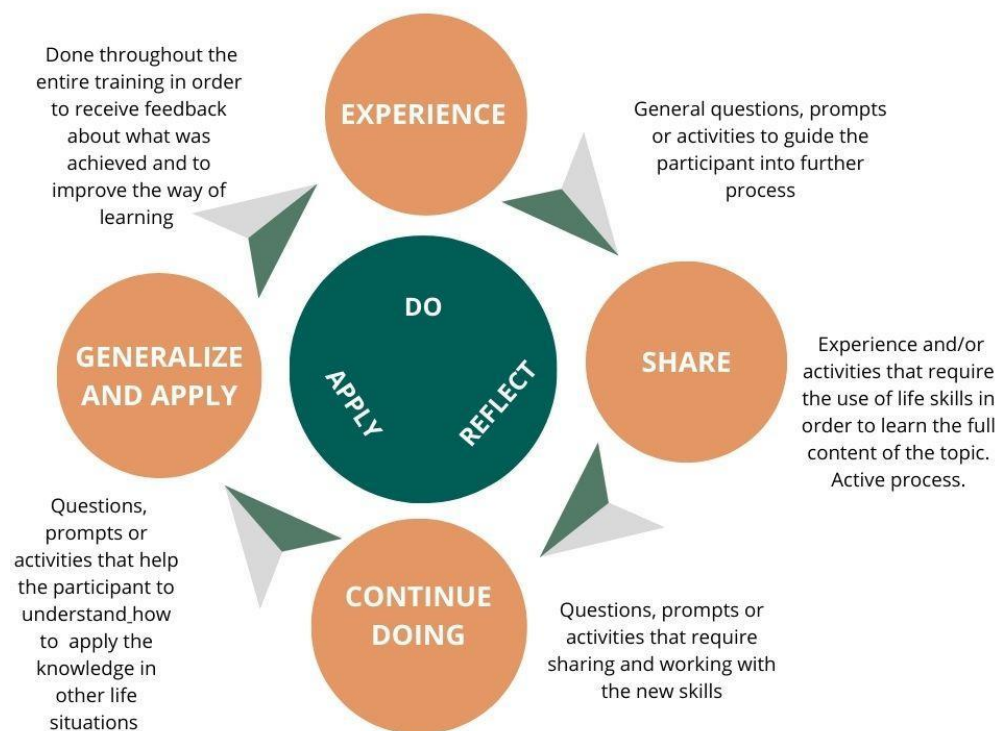 Done throughout the
entire training in order
to receive feedback
about what was
achieved and to
improve the way of
learning
EXPERIENCE
General questions, prompts
or activities to guide the
participant into further
process
DO
APPLY
REFLECT
GENERALIZE
AND APPLY
SHARE
Experience and/or
activities that require
the use of life skills in
order to learn the full
content of the topic.
Active process.
Questions,
prompts or
activities that help
the participant to
understand_how
to apply the
knowledge in
other life
situations
CONTINUE
DOING
Questions, prompts or
activities that require
sharing and working with
the new skills